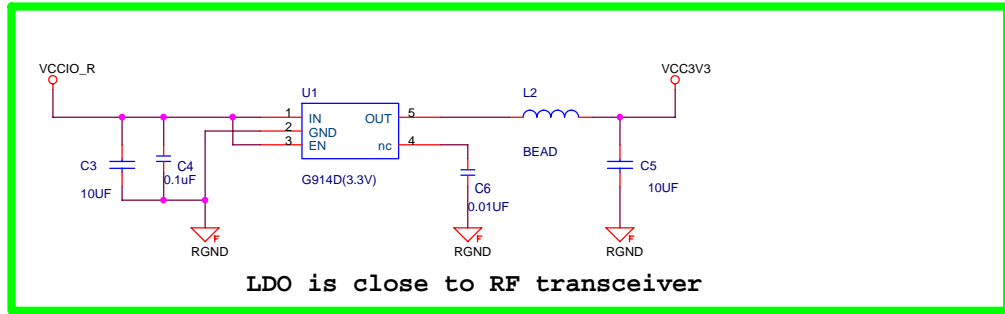 VCCIO_R
VCC3V3
U1
L2
1
IN
OUT
5
2
GND
3
EN
nc
4
BEAD
C3
C4
C5
10UF
0.1uF
G914D(3.3V)
C6
0.01UF
10UF
F
RGND
F
RGND
F
RGND
LDO is close to RF transceiver